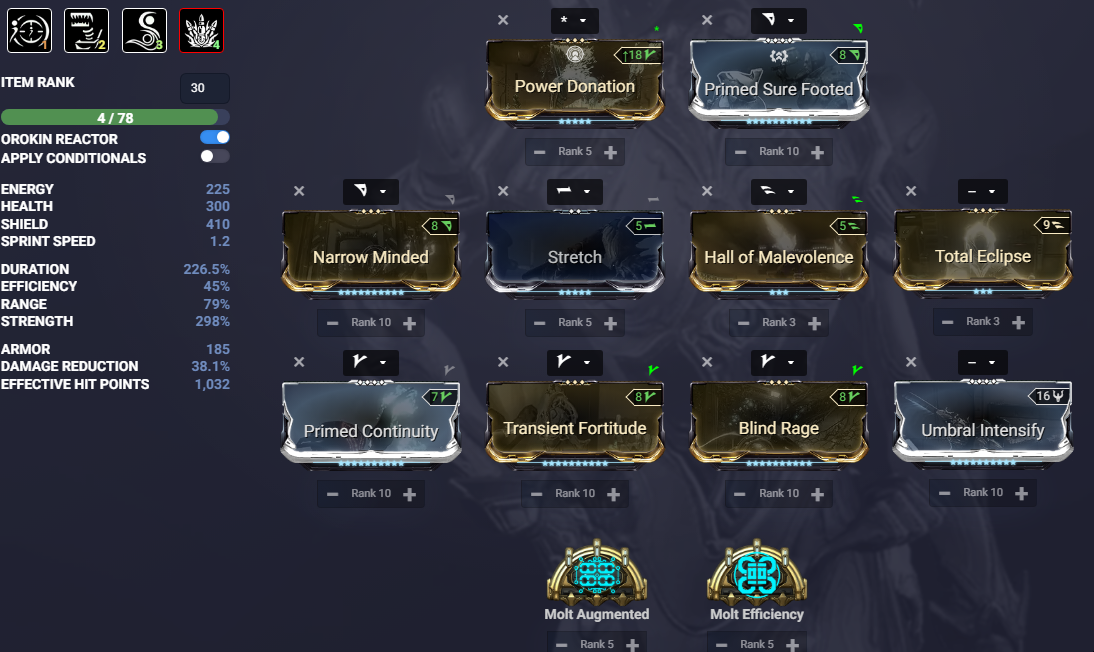 1
2
3
4
ITEM RANK
30
4 / 78
OROKIN REACTOR
APPLY CONDITIONALS
ENERGY 225
HEALTH 300
SHIELD 410
SPRINT SPEED 1.2
DURATION 226.5%
EFFICIENCY 45%
RANGE 79%
STRENGTH 298%
ARMOR 185
DAMAGE REDUCTION 38.1%
EFFECTIVE HIT POINTS 1,032
↑18
Power Donation
Rank 5
8
Primed Sure Footed
Rank 10
8
Narrow Minded
Rank 10
5
Stretch
Rank 5
5
Hall of Malevolence
Rank 3
9
Total Eclipse
Rank 3
7
Primed Continuity
Rank 10
8
Transient Fortitude
Rank 10
8
Blind Rage
Rank 10
16
Umbral Intensify
Rank 10
Molt Augmented
Rank 5
Molt Efficiency
Rank 5